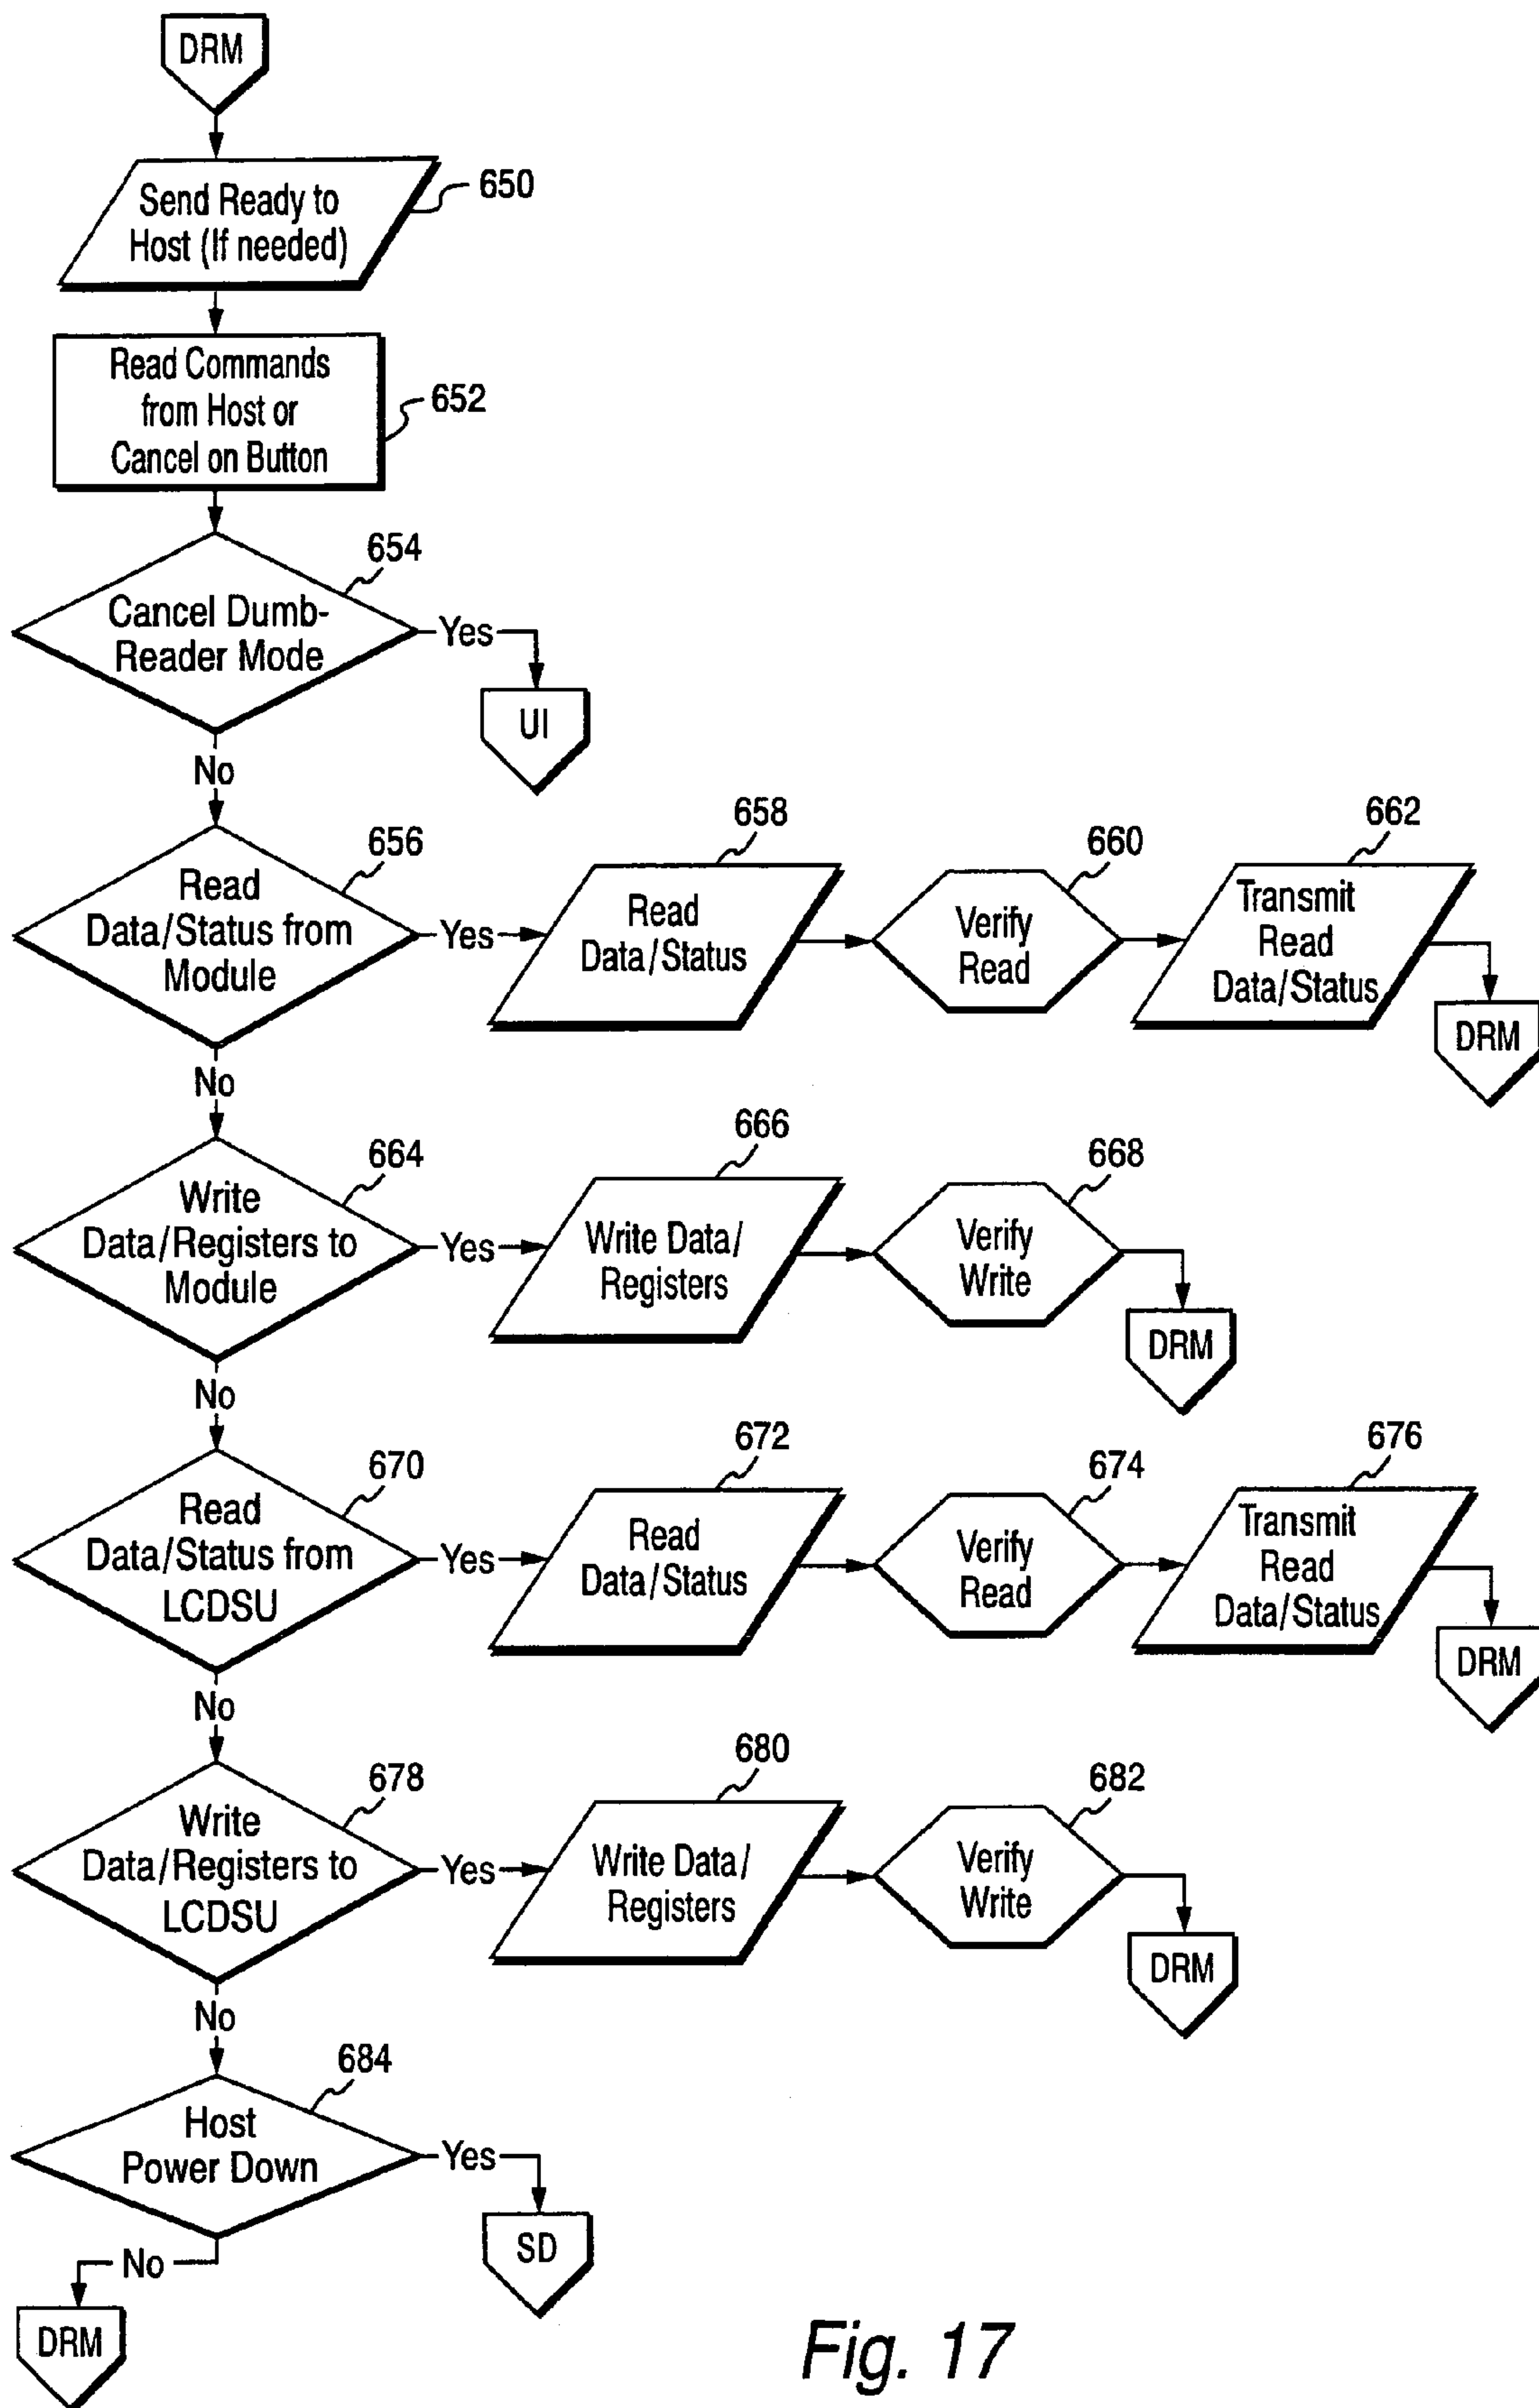 DRM
Send Ready to
Host (If needed)
650
Read Commands
from Host or
Cancel on Button
652
654
Cancel Dumb-
Reader Mode
Yes
UI
No
656
Read
Data/Status from
Module
Yes
658
Read
Data/Status
660
Verify
Read
662
Transmit
Read
Data/Status
DRM
No
664
Write
Data/Registers to
Module
Yes
666
Write Data/
Registers
668
Verify
Write
DRM
No
670
Read
Data/Status from
LCDSU
Yes
672
Read
Data/Status
674
Verify
Read
676
Transmit
Read
Data/Status
DRM
No
678
Write
Data/Registers to
LCDSU
Yes
680
Write Data/
Registers
682
Verify
Write
DRM
No
684
Host
Power Down
Yes
SD
No
DRM
Fig. 17